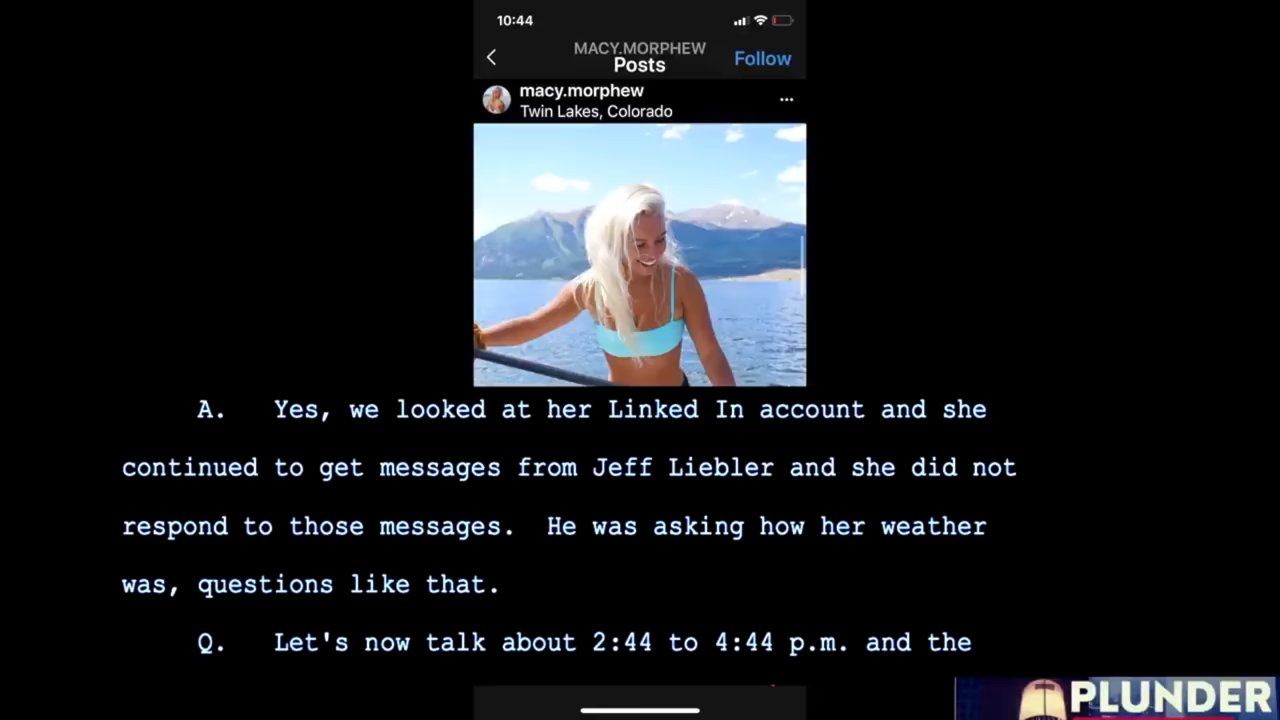 10:44
MACY.MORPHEW
Posts
Follow
macy.morphew
Twin Lakes, Colorado
A. Yes, we looked at her Linked In account and she
continued to get messages from Jeff Liebler and she did not
respond to those messages. He was asking how her weather
was, questions like that.
Q. Let's now talk about 2:44 to 4:44 p.m. and the
PLUNDER